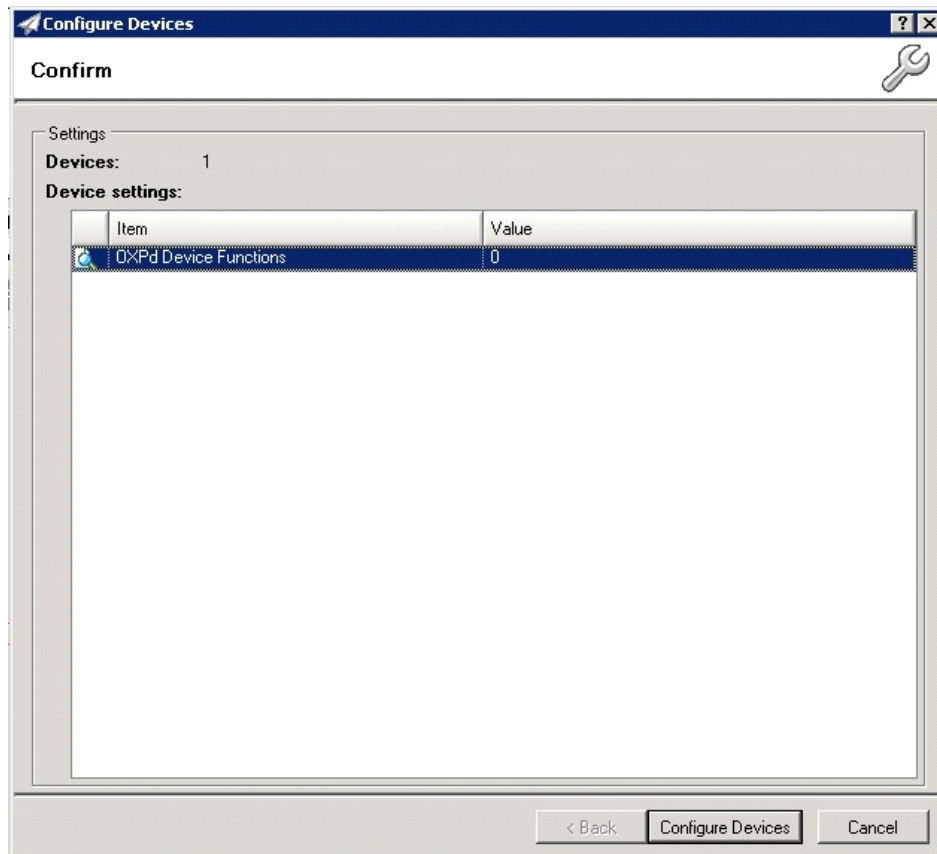 Configure Devices
Confirm
Settings
Devices: 1
Device settings:
Item Value
OXPd Device Functions 0
< Back Configure Devices Cancel